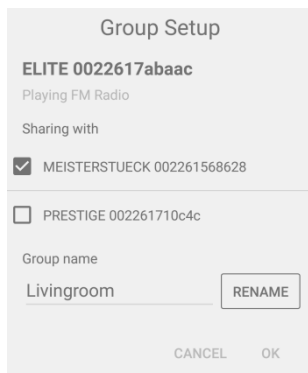 Group Setup
ELITE 0022617abaac
Playing FM Radio
Sharing with
MEISTERSTUECK 002261568628
PRESTIGE 002261710c4c
Group name
Livingroom RENAME
CANCEL OK